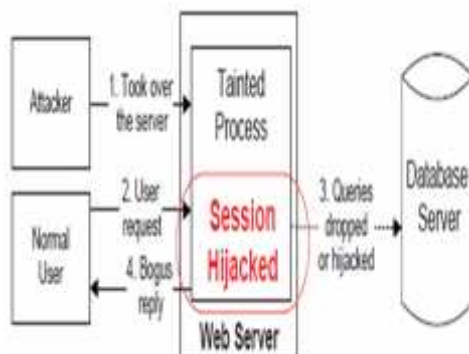 Attacker
1. Took over
the server
Tainted
Process
2. User
request
Session
Hijacked
3. Queries
dropped
or hijacked
Database
Server
Normal
User
4. Bogus
reply
Web Server